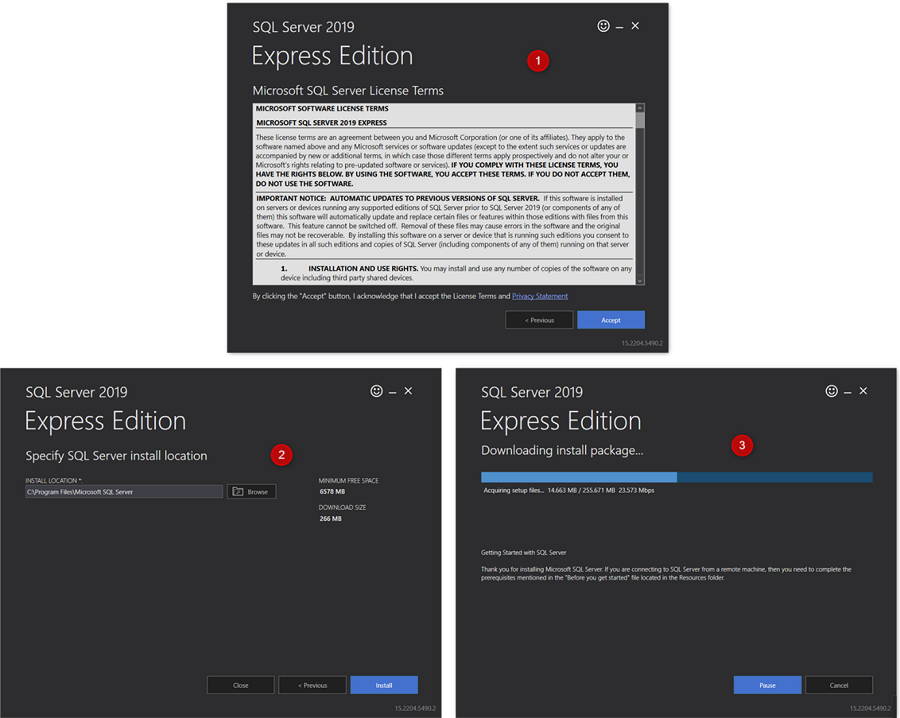 SQL Server 2019
Express Edition
1
Microsoft SQL Server License Terms
MICROSOFT SOFTWARE LICENSE TERMS
MICROSOFT SQL SERVER 2019 EXPRESS
These license terms are an agreement between you and Microsoft Corporation (or one of its affiliates). They apply to the
software named above and any Microsoft services or software updates (except to the extent such services or updates are
accompanied by new or additional terms, in which case those different terms apply prospectively and do not alter your or
Microsoft's rights relating to pre-updated software or services). IF YOU COMPLY WITH THESE LICENSE TERMS, YOU
HAVE THE RIGHTS BELOW. BY USING THE SOFTWARE, YOU ACCEPT THESE TERMS. IF YOU DO NOT ACCEPT THEM,
DO NOT USE THE SOFTWARE.
IMPORTANT NOTICE: AUTOMATIC UPDATES TO PREVIOUS VERSIONS OF SQL SERVER. If this software is installed
on servers or devices running any supported editions of SQL Server prior to SQL Server 2019 (or components of any of
them) this software will automatically update and replace certain files or features within those editions with files from this
software. This feature cannot be switched off. Removal of these files may cause errors in the software and the original
files may not be recoverable. By installing this software on a server or device that is running such editions you consent to
these updates in all such editions and copies of SQL Server (including components of any of them) running on that server
or device.
1. INSTALLATION AND USE RIGHTS. You may install and use any number of copies of the software on any
device including third party shared devices.
By clicking the "Accept" button, I acknowledge that I accept the License Terms and Privacy Statement
< Previous
Accept
15.2204.5490.2
SQL Server 2019
Express Edition
Specify SQL Server install location
2
INSTALL LOCATION *:
C:\Program Files\Microsoft SQL Server
Browse
MINIMUM FREE SPACE
6578 MB
DOWNLOAD SIZE
266 MB
Close
< Previous
Install
15.2204.5490.2
SQL Server 2019
Express Edition
3
Downloading install package...
Acquiring setup files... 14.663 MB / 255.671 MB 23.573 Mbps
Getting Started with SQL Server
Thank you for installing Microsoft SQL Server. If you are connecting to SQL Server from a remote machine, then you need to complete the
prerequisites mentioned in the "Before you get started" file located in the Resources folder.
Pause
Cancel
15.2204.5490.2